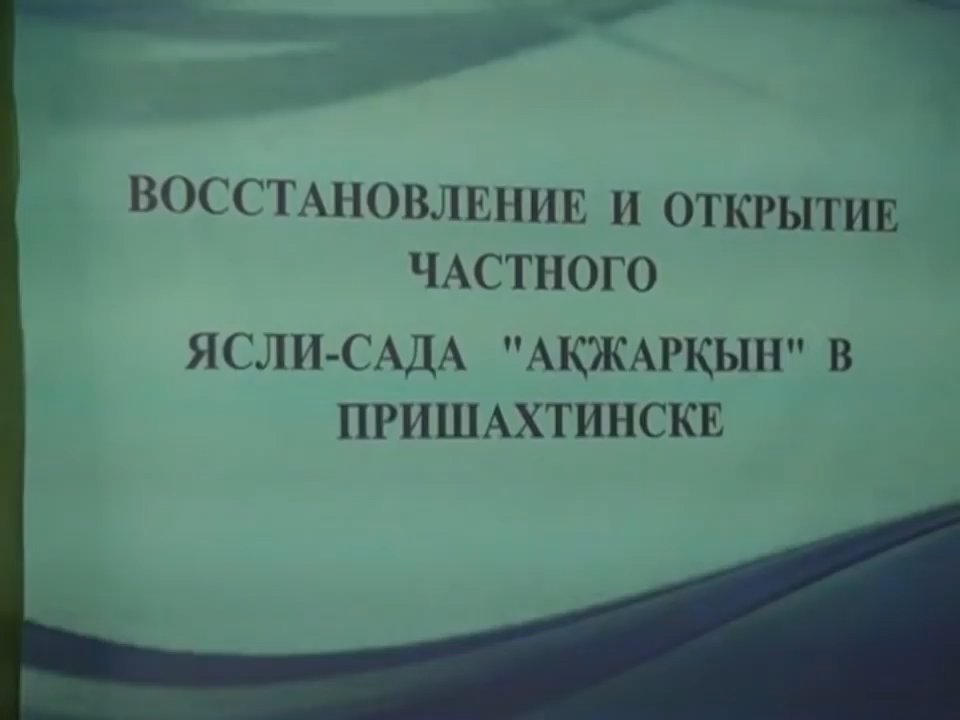 ВОССТАНОВЛЕНИЕ И ОТКРЫТИЕ
ЧАСТНОГО
ЯСЛИ-САДА "АҚЖАРҚЫН" В
ПРИШАХТИНСКЕ